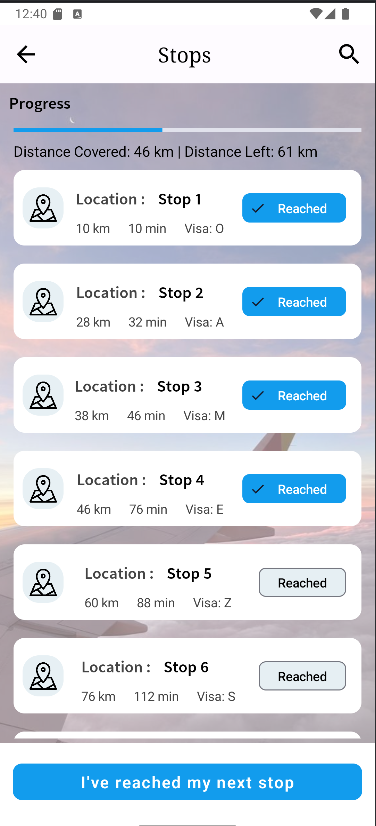 12:40
Stops
Progress
Distance Covered: 46 km | Distance Left: 61 km
Location : Stop 1
10 km 10 min Visa: O
Reached
Location : Stop 2
28 km 32 min Visa: A
Reached
Location : Stop 3
38 km 46 min Visa: M
Reached
Location : Stop 4
46 km 76 min Visa: E
Reached
Location : Stop 5
60 km 88 min Visa: Z
Reached
Location : Stop 6
76 km 112 min Visa: S
Reached
I've reached my next stop